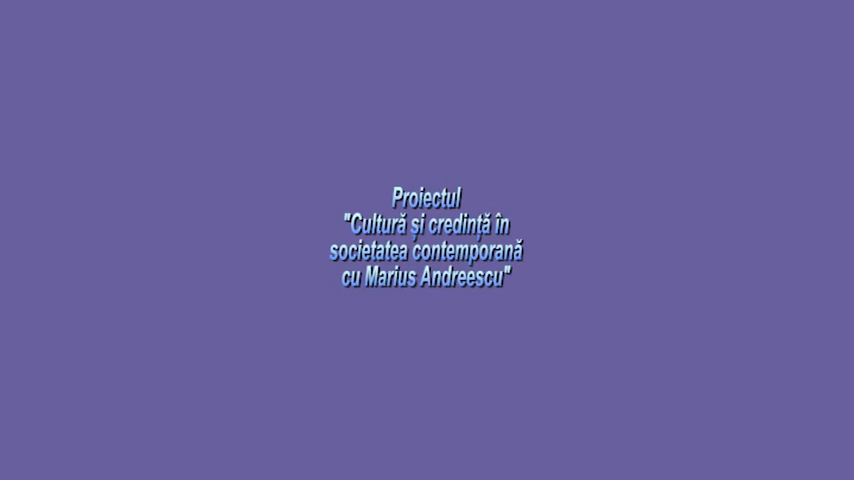 Proiectul
"Cultură și credință în
societatea contemporană
cu Marius Andreescu"